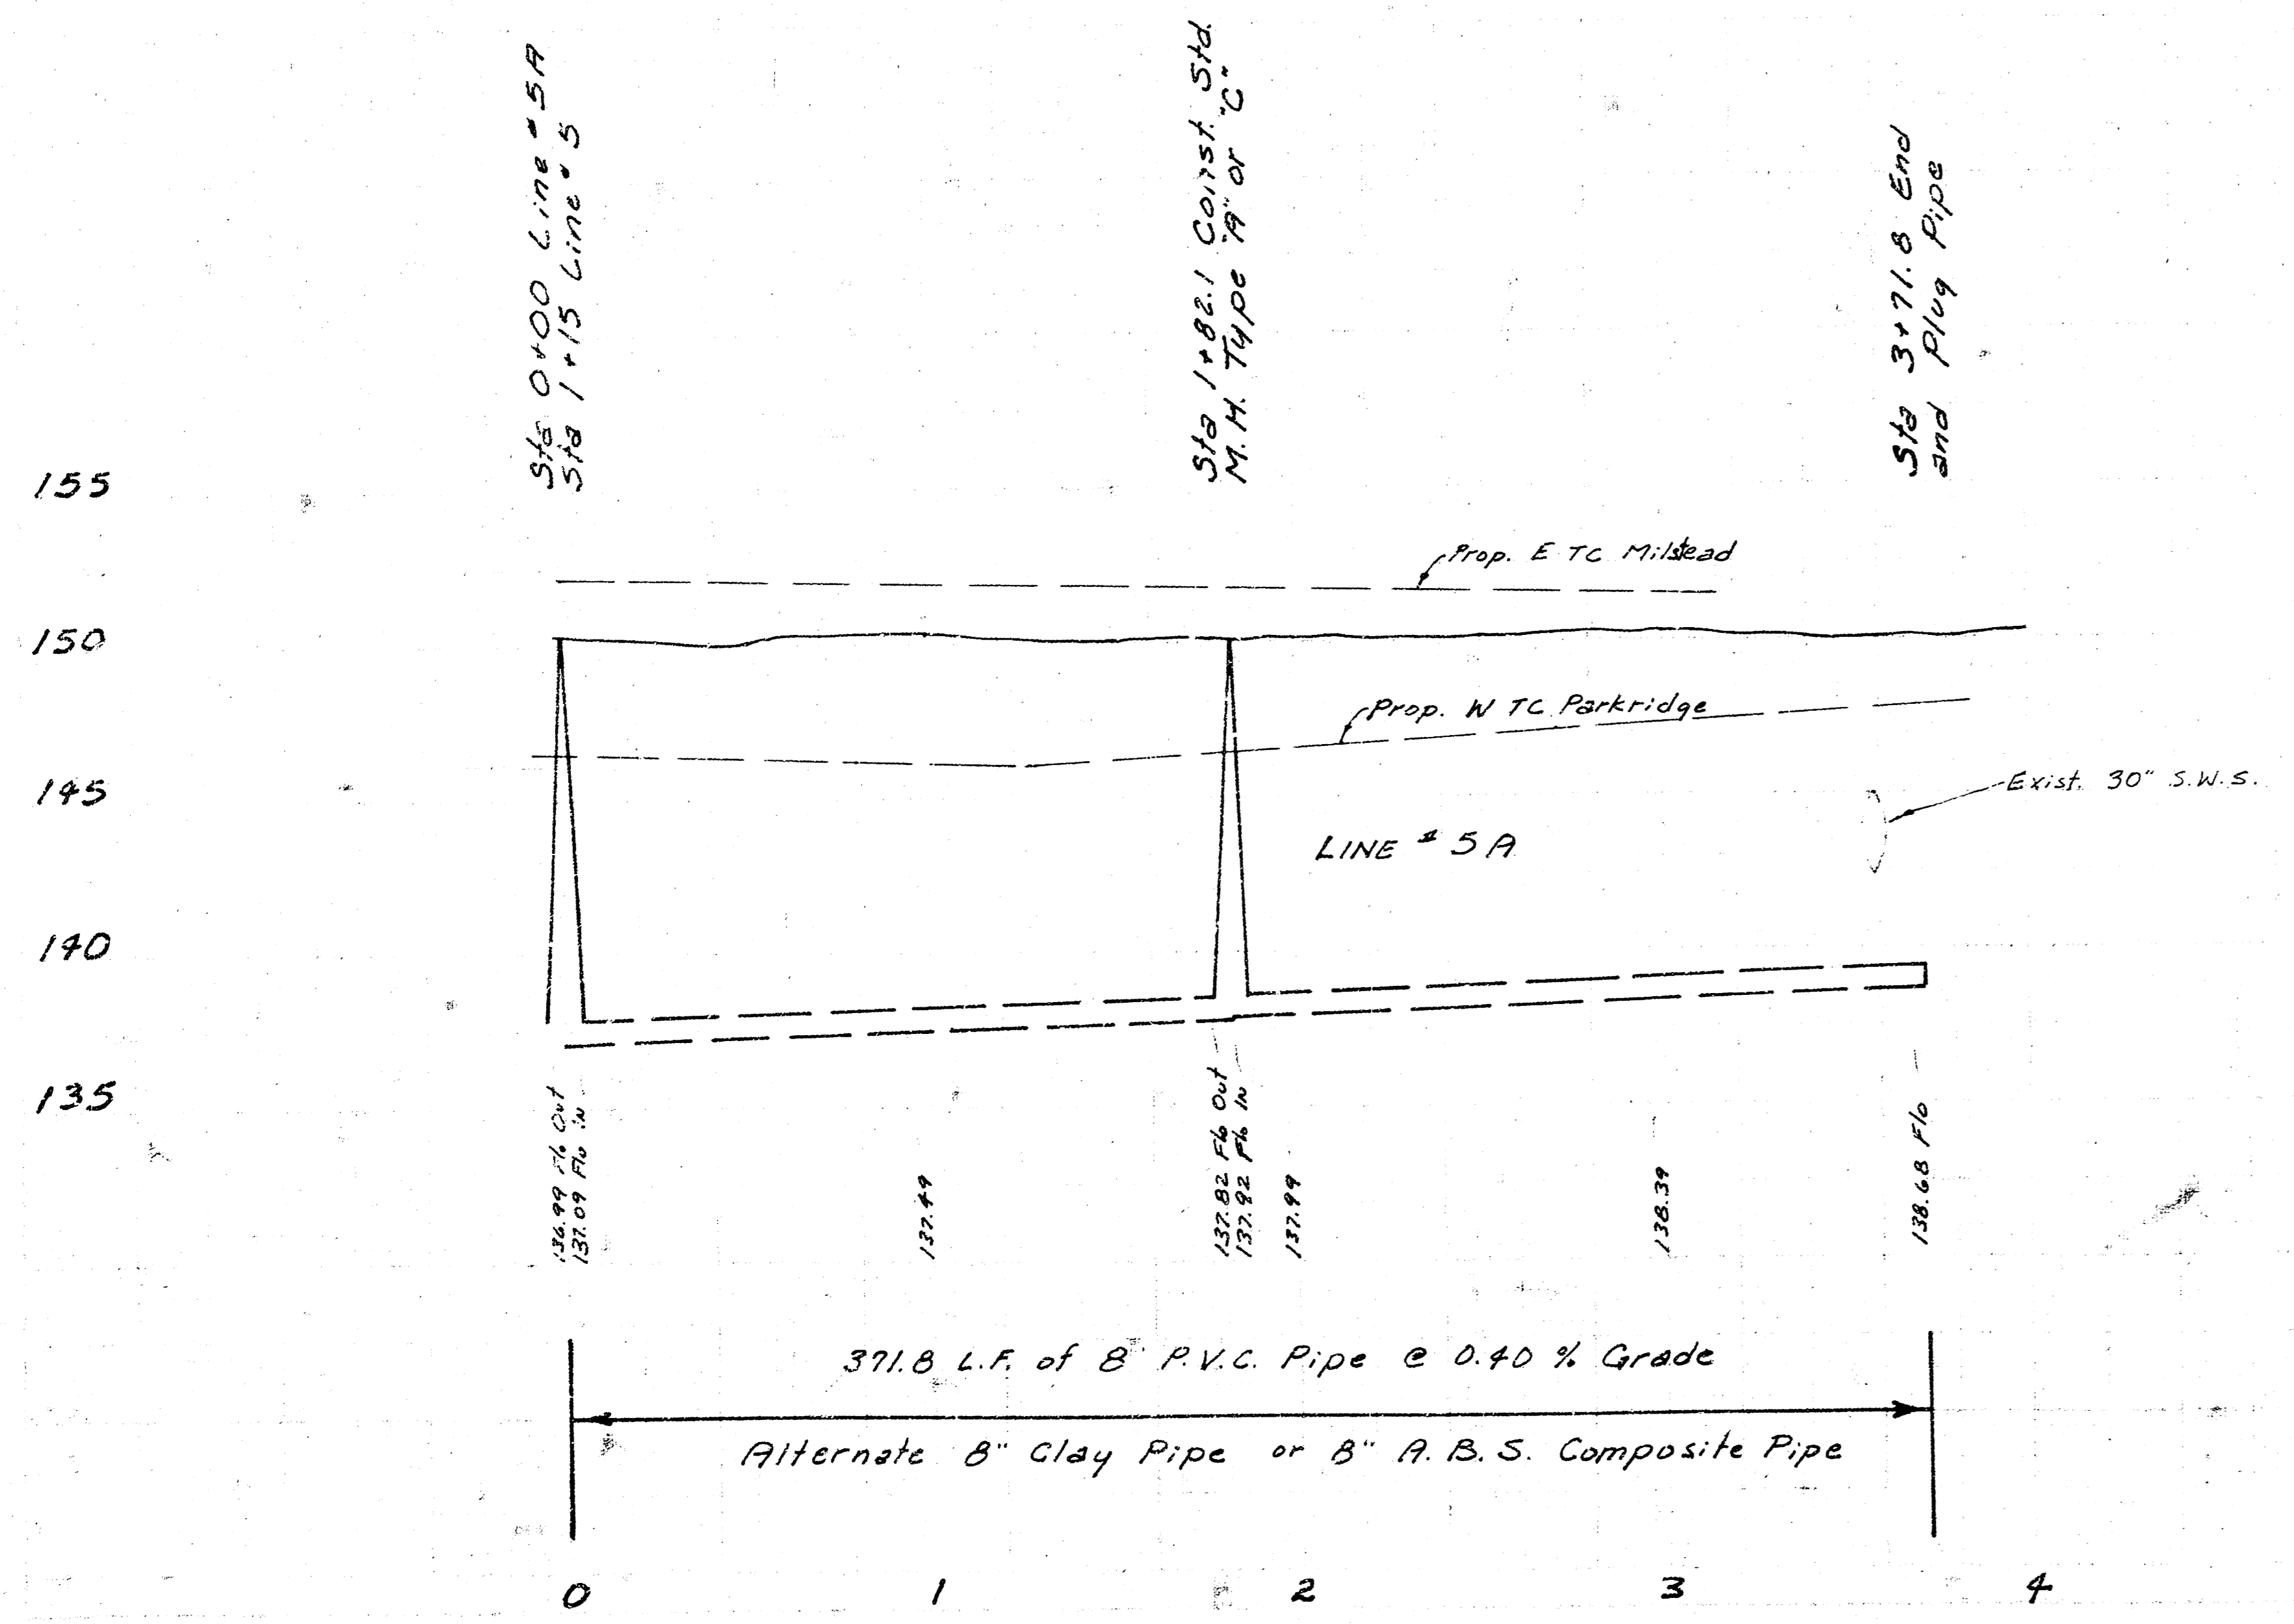 Sta 0+00 Line # 5A
Sta 1+15 Line # 5
Sta 1+82.1 Const. Std.
M.H. Type "A" or "C"
Sta 3+71.8 End
and Plug Pipe
155
Prop. E TC Milstead
150
Prop. W TC Parkridge
145
Exist. 30" S.W.S.
LINE # 5A
140
135
136.99 Flo Out
137.09 Flo IN
137.49
137.82 Flo Out
137.92 Flo IN
137.99
138.39
138.68 Flo
371.8 L.F. of 8" P.V.C. Pipe @ 0.40 % Grade
Alternate 8" Clay Pipe or 8" A.B.S. Composite Pipe
0 1 2 3 4